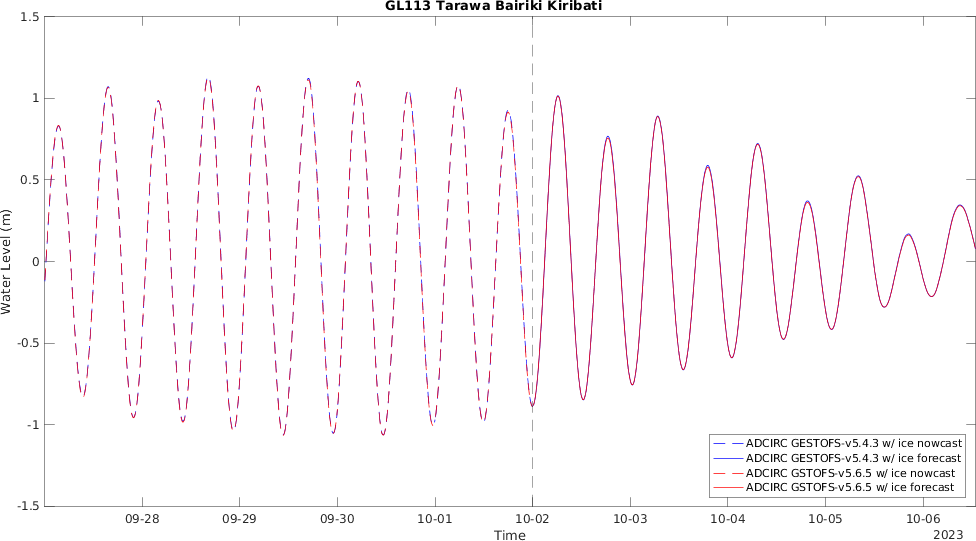 GL113 Tarawa Bairiki Kiribati
1.5
1
0.5
0
-0.5
-1
-1.5
Water Level (m)
09-28 09-29 09-30 10-01 10-02 10-03 10-04 10-05 10-06
Time
2023
ADCIRC GESTOFS-v5.4.3 w/ ice nowcast
ADCIRC GESTOFS-v5.4.3 w/ ice forecast
ADCIRC GSTOFS-v5.6.5 w/ ice nowcast
ADCIRC GSTOFS-v5.6.5 w/ ice forecast